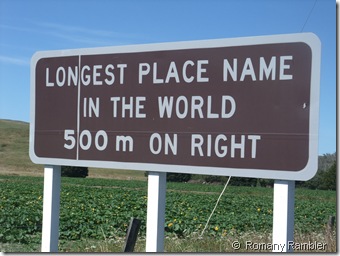 LONGEST PLACE NAME
IN THE WORLD
500 m ON RIGHT
© Romany Rambler